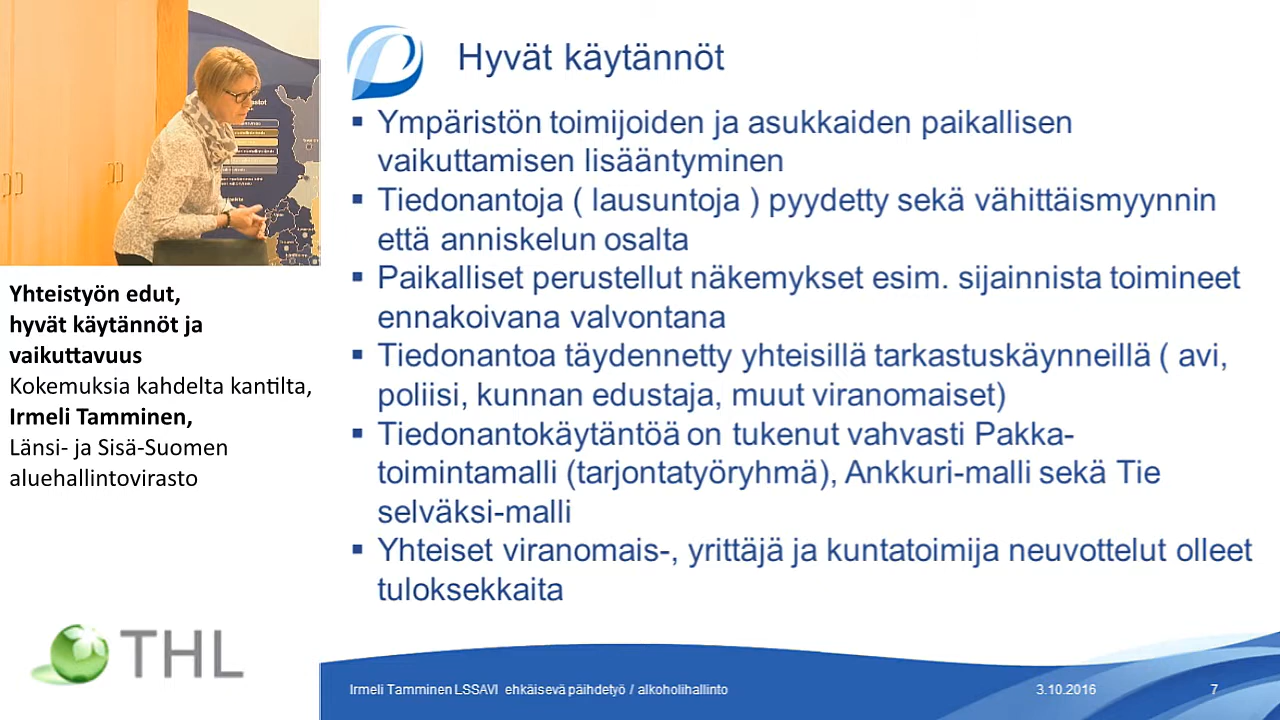 Hyvät käytännöt
Ympäristön toimijoiden ja asukkaiden paikallisen
vaikuttamisen lisääntyminen
Tiedonantoja ( lausuntoja ) pyydetty sekä vähittäismyynnin
että anniskelun osalta
Paikalliset perustellut näkemykset esim. sijainnista toimineet
ennakoivana valvontana
Tiedonantoa täydennetty yhteisillä tarkastuskäynneillä ( avi,
poliisi, kunnan edustaja, muut viranomaiset)
Tiedonantokäytäntöä on tukenut vahvasti Pakka-
toimintamalli (tarjontatyöryhmä), Ankkuri-malli sekä Tie
selväksi-malli
Yhteiset viranomais-, yrittäjä ja kuntatoimija neuvottelut olleet
tuloksekkaita
Yhteistyön edut,
hyvät käytännöt ja
vaikuttavuus
Kokemuksia kahdelta kantilta,
Irmeli Tamminen,
Länsi- ja Sisä-Suomen
aluehallintovirasto
THL
Irmeli Tamminen LSSAVI ehkäisevä päihdetyö / alkoholihallinto
3.10.2016
7